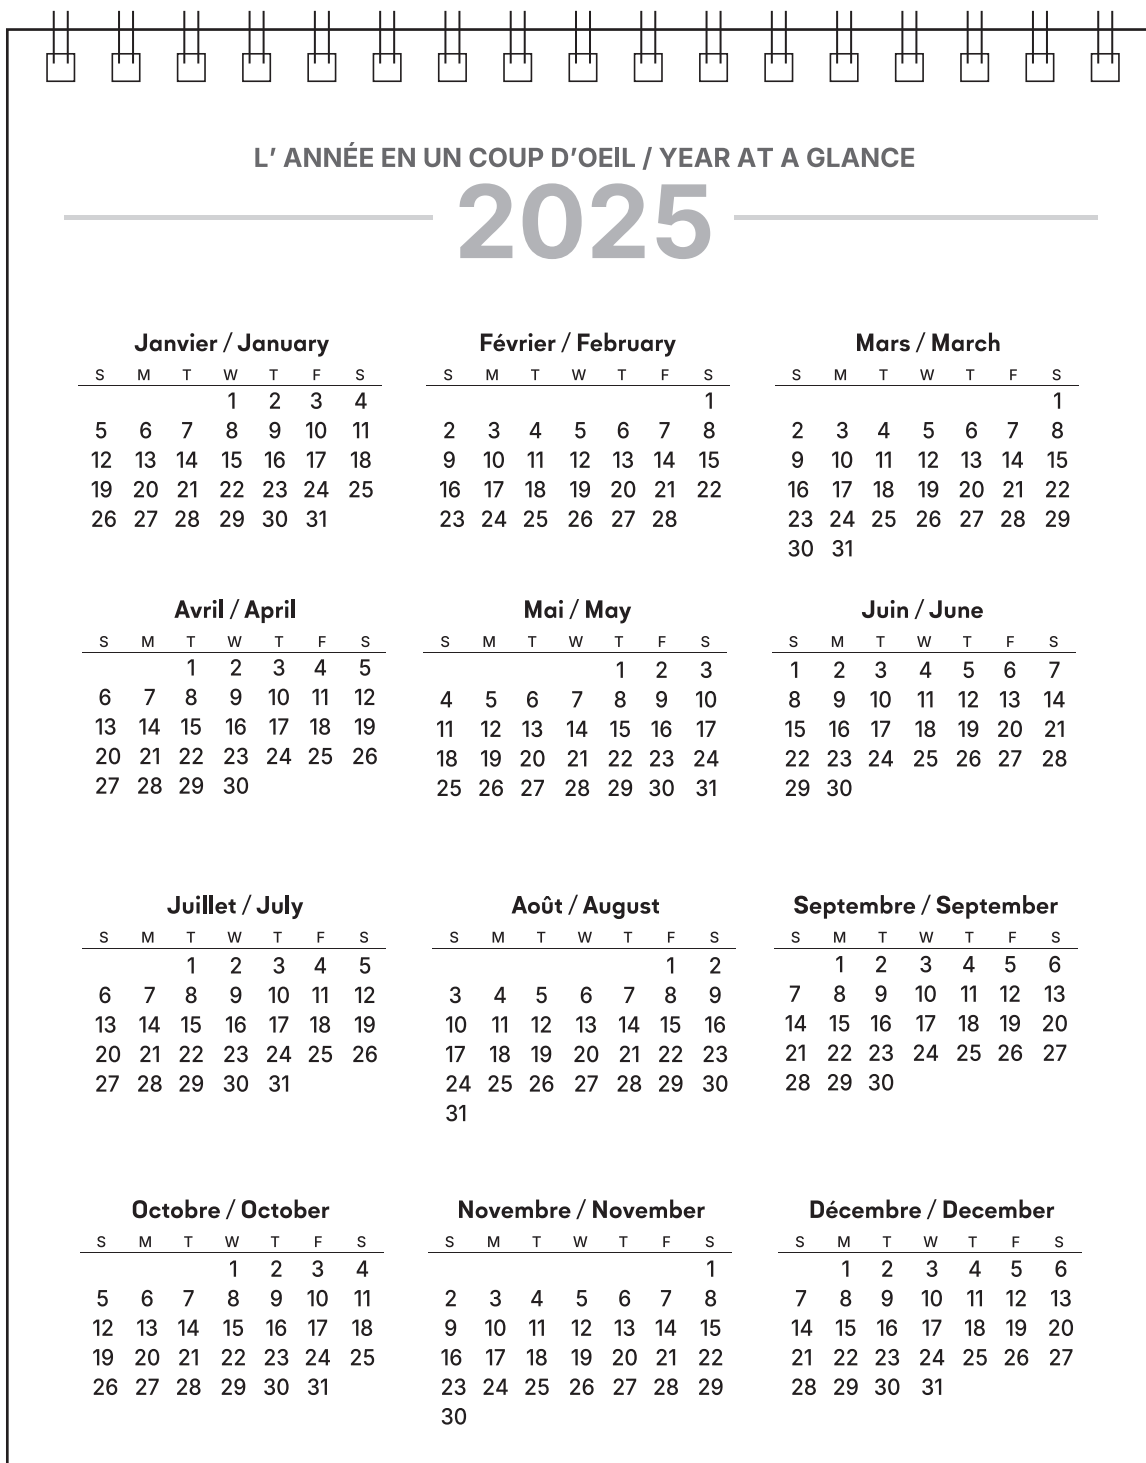 L’ ANNÉE EN UN COUP D’OEIL / YEAR AT A GLANCE
2025
Janvier / January
S M T W T F S
1 2 3 4
5 6 7 8 9 10 11
12 13 14 15 16 17 18
19 20 21 22 23 24 25
26 27 28 29 30 31
Février / February
S M T W T F S
1
2 3 4 5 6 7 8
9 10 11 12 13 14 15
16 17 18 19 20 21 22
23 24 25 26 27 28
Mars / March
S M T W T F S
1
2 3 4 5 6 7 8
9 10 11 12 13 14 15
16 17 18 19 20 21 22
23 24 25 26 27 28 29
30 31
Avril / April
S M T W T F S
1 2 3 4 5
6 7 8 9 10 11 12
13 14 15 16 17 18 19
20 21 22 23 24 25 26
27 28 29 30
Mai / May
S M T W T F S
1 2 3
4 5 6 7 8 9 10
11 12 13 14 15 16 17
18 19 20 21 22 23 24
25 26 27 28 29 30 31
Juin / June
S M T W T F S
1 2 3 4 5 6 7
8 9 10 11 12 13 14
15 16 17 18 19 20 21
22 23 24 25 26 27 28
29 30
Juillet / July
S M T W T F S
1 2 3 4 5
6 7 8 9 10 11 12
13 14 15 16 17 18 19
20 21 22 23 24 25 26
27 28 29 30 31
Août / August
S M T W T F S
1 2
3 4 5 6 7 8 9
10 11 12 13 14 15 16
17 18 19 20 21 22 23
24 25 26 27 28 29 30
31
Septembre / September
S M T W T F S
1 2 3 4 5 6
7 8 9 10 11 12 13
14 15 16 17 18 19 20
21 22 23 24 25 26 27
28 29 30
Octobre / October
S M T W T F S
1 2 3 4
5 6 7 8 9 10 11
12 13 14 15 16 17 18
19 20 21 22 23 24 25
26 27 28 29 30 31
Novembre / November
S M T W T F S
1
2 3 4 5 6 7 8
9 10 11 12 13 14 15
16 17 18 19 20 21 22
23 24 25 26 27 28 29
30
Décembre / December
S M T W T F S
1 2 3 4 5 6
7 8 9 10 11 12 13
14 15 16 17 18 19 20
21 22 23 24 25 26 27
28 29 30 31